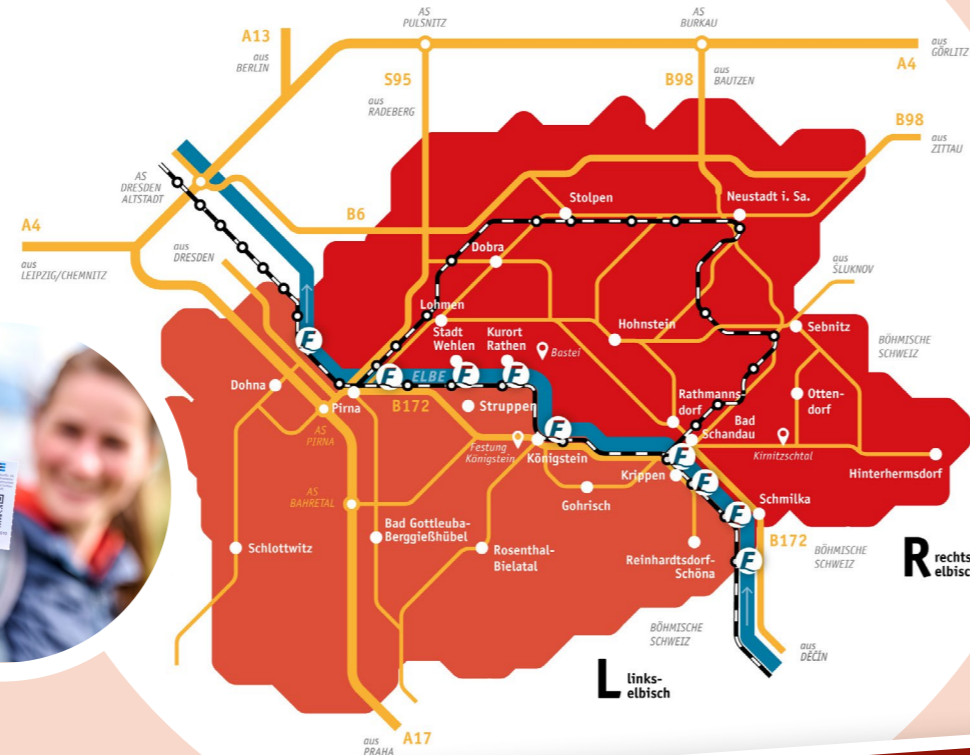 AS
PULSNITZ
AS
BURKAU
A13
aus
BERLIN
S95
aus
RADEBERG
B98
aus
BAUTZEN
A4
aus
GÖRLITZ
B98
aus
ZITTAU
AS
DRESDEN
ALTSTADT
A4
aus
LEIPZIG/CHEMNITZ
aus
DRESDEN
B6
Stolpen
Neustadt i. Sa.
Dobra
aus
ŠLUKNOV
Lohmen
Stadt
Wehlen
Kurort
Rathen
Bastei
Hohnstein
Sebnitz
BÖHMISCHE
SCHWEIZ
F
F
ELBE
F
F
Dohna
Pirna
B172
Struppen
Rathmanns-
dorf
Otten-
dorf
AS
PIRNA
Festung
Königstein
F
Königstein
Bad
Schandau
Kirnitzschtal
F
Krippen
Hinterhermsdorf
F
AS
BAHRETAL
Gohrisch
Schmilka
F
Bad Gottleuba-
Berggießhübel
B172
Schlottwitz
Rosenthal-
Bielatal
Reinhardtsdorf-
Schöna
F
BÖHMISCHE
SCHWEIZ
R rechts
elbisc
BÖHMISCHE
SCHWEIZ
aus
DĚČÍN
L links-
elbisch
A17
aus
PRAHA